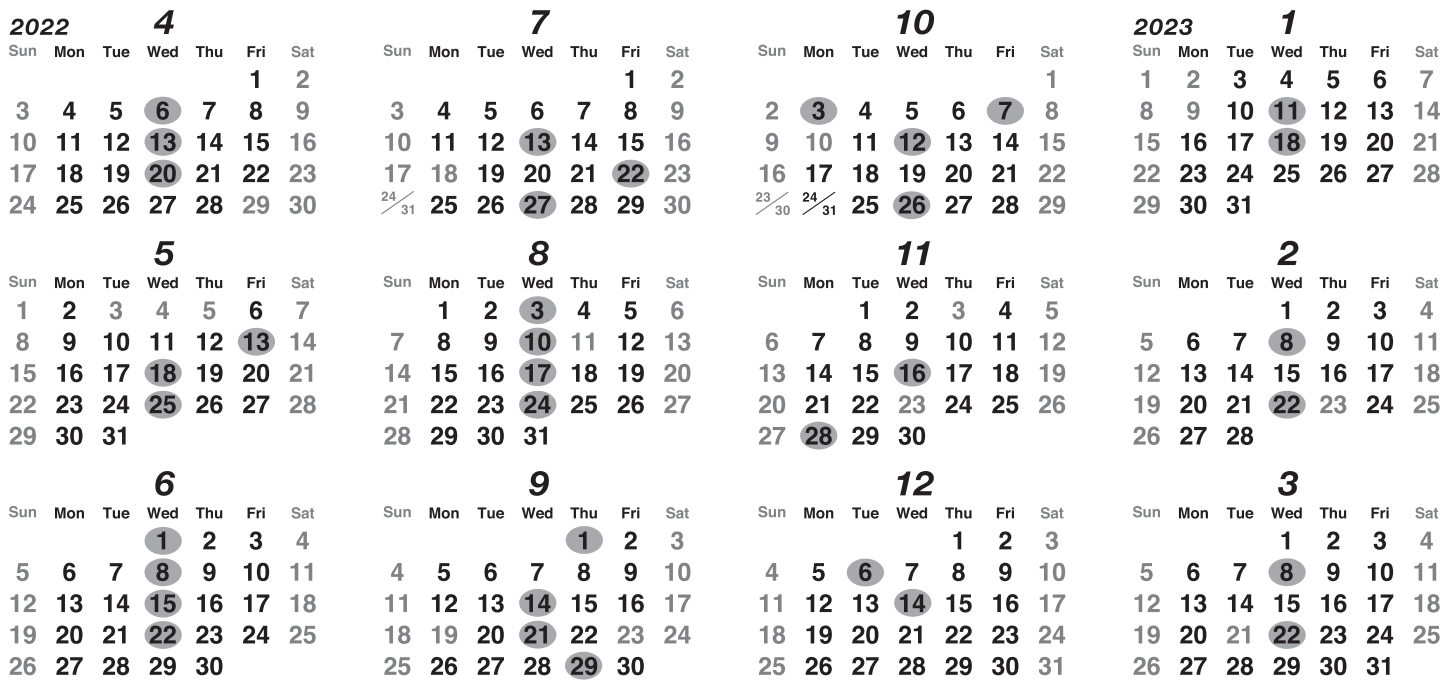 2022 4
Sun Mon Tue Wed Thu Fri Sat
1 2
3 4 5 6 7 8 9
10 11 12 13 14 15 16
17 18 19 20 21 22 23
24 25 26 27 28 29 30
5
Sun Mon Tue Wed Thu Fri Sat
1 2 3 4 5 6 7
8 9 10 11 12 13 14
15 16 17 18 19 20 21
22 23 24 25 26 27 28
29 30 31
6
Sun Mon Tue Wed Thu Fri Sat
1 2 3 4
5 6 7 8 9 10 11
12 13 14 15 16 17 18
19 20 21 22 23 24 25
26 27 28 29 30
7
Sun Mon Tue Wed Thu Fri Sat
1 2
3 4 5 6 7 8 9
10 11 12 13 14 15 16
17 18 19 20 21 22 23
24/31 25 26 27 28 29 30
8
Sun Mon Tue Wed Thu Fri Sat
1 2 3 4 5 6
7 8 9 10 11 12 13
14 15 16 17 18 19 20
21 22 23 24 25 26 27
28 29 30 31
9
Sun Mon Tue Wed Thu Fri Sat
1 2 3
4 5 6 7 8 9 10
11 12 13 14 15 16 17
18 19 20 21 22 23 24
25 26 27 28 29 30
10
Sun Mon Tue Wed Thu Fri Sat
1
2 3 4 5 6 7 8
9 10 11 12 13 14 15
16 17 18 19 20 21 22
23/30 24/31 25 26 27 28 29
11
Sun Mon Tue Wed Thu Fri Sat
1 2 3 4 5
6 7 8 9 10 11 12
13 14 15 16 17 18 19
20 21 22 23 24 25 26
27 28 29 30
12
Sun Mon Tue Wed Thu Fri Sat
1 2 3
4 5 6 7 8 9 10
11 12 13 14 15 16 17
18 19 20 21 22 23 24
25 26 27 28 29 30 31
2023 1
Sun Mon Tue Wed Thu Fri Sat
1 2 3 4 5 6 7
8 9 10 11 12 13 14
15 16 17 18 19 20 21
22 23 24 25 26 27 28
29 30 31
2
Sun Mon Tue Wed Thu Fri Sat
1 2 3 4
5 6 7 8 9 10 11
12 13 14 15 16 17 18
19 20 21 22 23 24 25
26 27 28
3
Sun Mon Tue Wed Thu Fri Sat
1 2 3 4
5 6 7 8 9 10 11
12 13 14 15 16 17 18
19 20 21 22 23 24 25
26 27 28 29 30 31